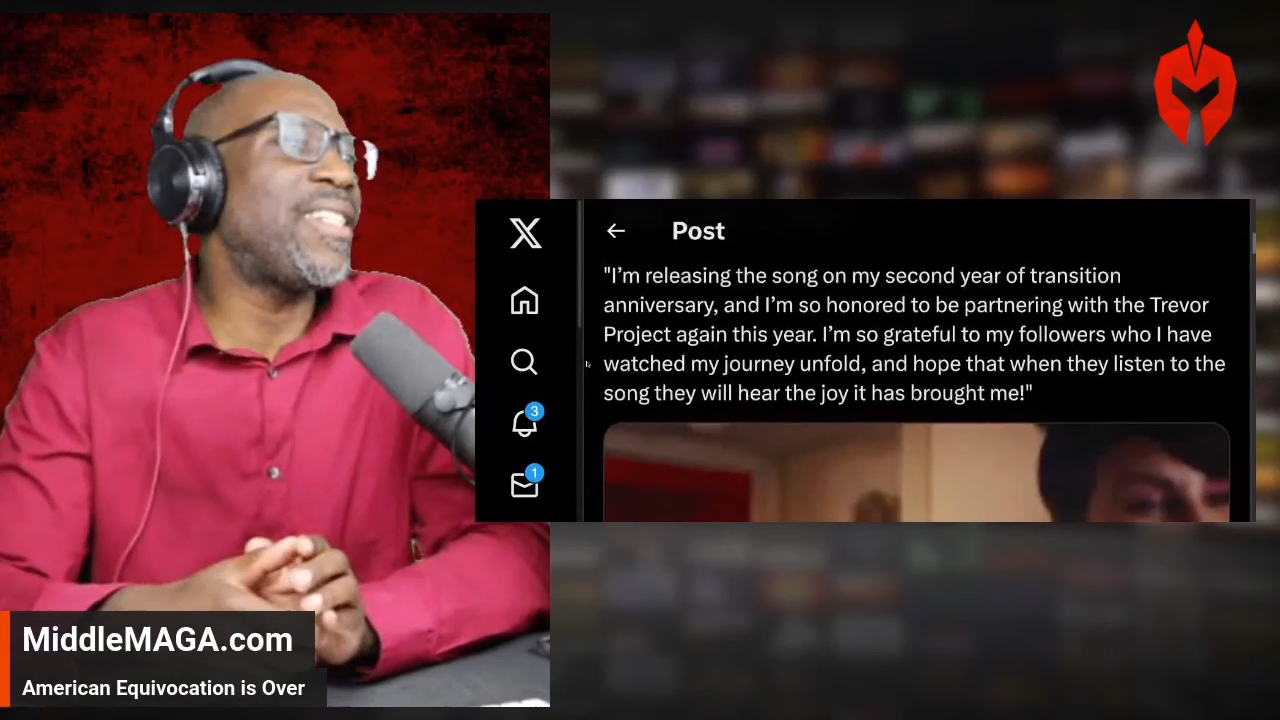 Post
"I'm releasing the song on my second year of transition
anniversary, and I'm so honored to be partnering with the Trevor
Project again this year. I'm so grateful to my followers who I have
watched my journey unfold, and hope that when they listen to the
song they will hear the joy it has brought me!"
3
1
MiddleMAGA.com
American Equivocation is Over